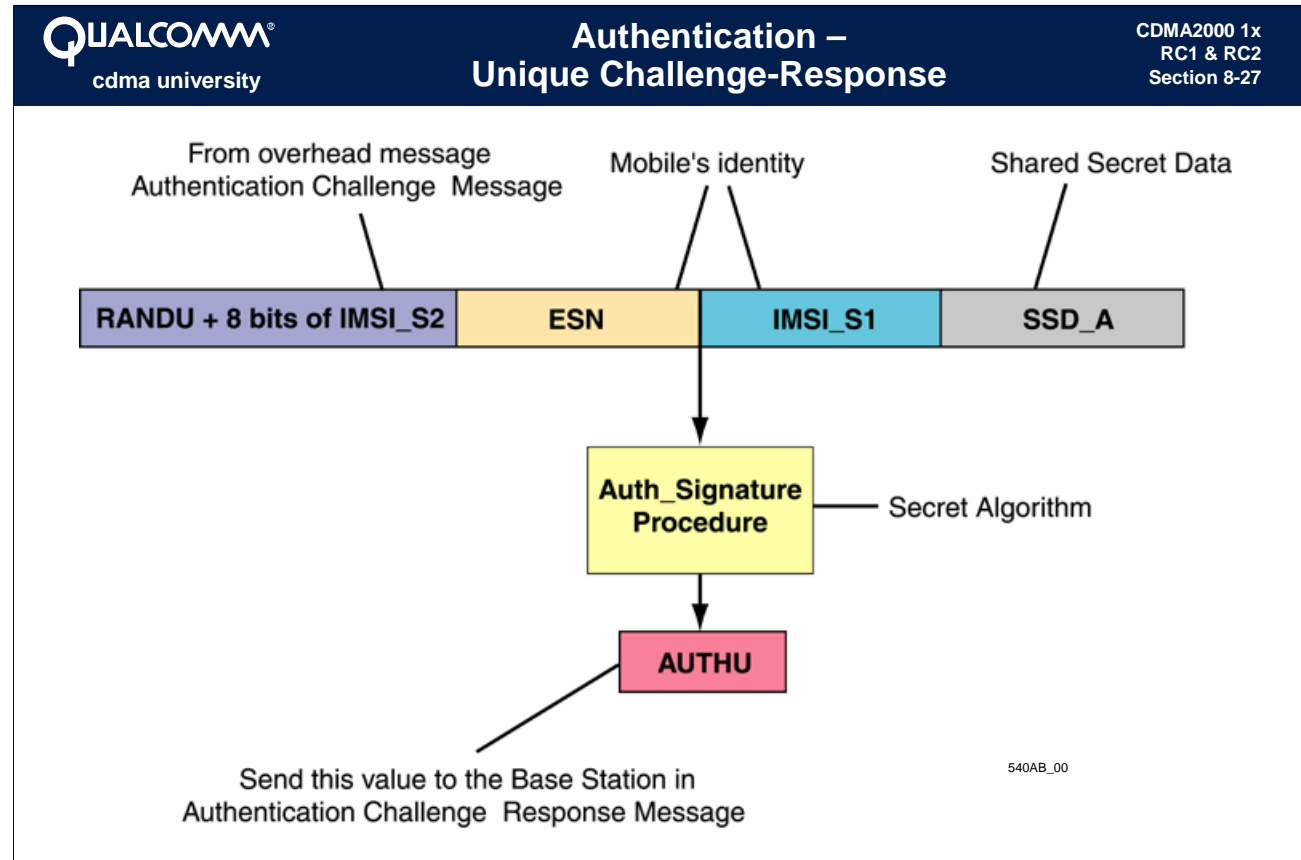 QUALCOMM®
cdma university
Authentication –
Unique Challenge-Response
CDMA2000 1x
RC1 & RC2
Section 8-27
From overhead message
Authentication Challenge Message
Mobile's identity
Shared Secret Data
RANDU + 8 bits of IMSI_S2
ESN
IMSI_S1
SSD_A
Auth_Signature
Procedure
Secret Algorithm
AUTHU
Send this value to the Base Station in
Authentication Challenge Response Message
540AB_00